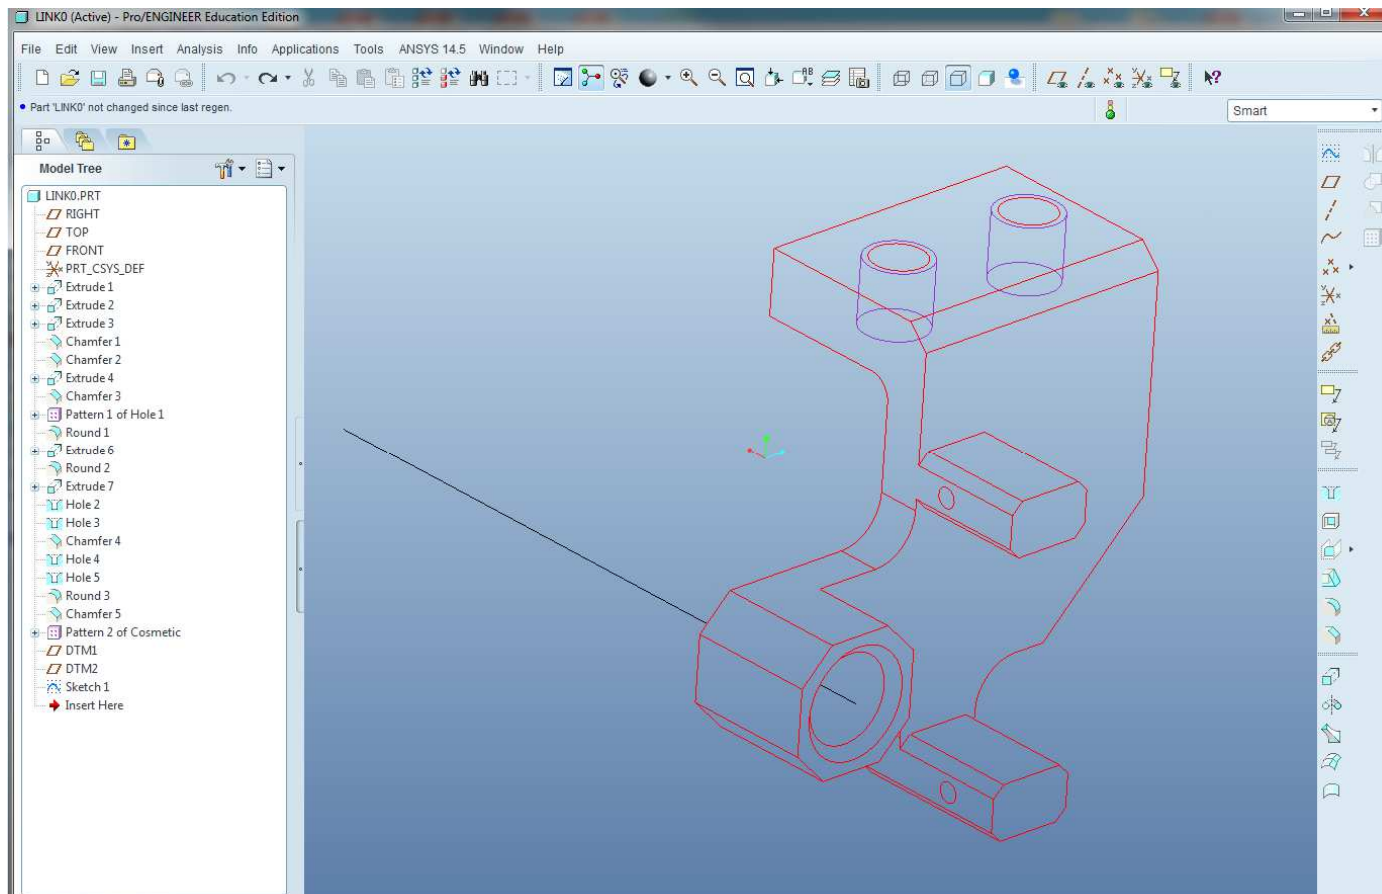 LINK0 (Active) - Pro/ENGINEER Education Edition
File Edit View Insert Analysis Info Applications Tools ANSYS 14.5 Window Help
Part 'LINK0' not changed since last regen.
Smart
Model Tree
LINK0.PRT
RIGHT
TOP
FRONT
PRT_CSYS_DEF
Extrude 1
Extrude 2
Extrude 3
Chamfer 1
Chamfer 2
Extrude 4
Chamfer 3
Pattern 1 of Hole 1
Round 1
Extrude 6
Round 2
Extrude 7
Hole 2
Hole 3
Chamfer 4
Hole 4
Hole 5
Round 3
Chamfer 5
Pattern 2 of Cosmetic
DTM1
DTM2
Sketch 1
Insert Here